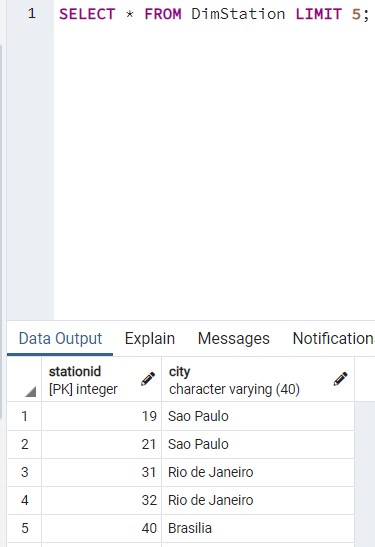 1 SELECT * FROM DimStation LIMIT 5;
Data Output Explain Messages Notification
stationid city
[PK] integer character varying (40)
1 19 Sao Paulo
2 21 Sao Paulo
3 31 Rio de Janeiro
4 32 Rio de Janeiro
5 40 Brasilia